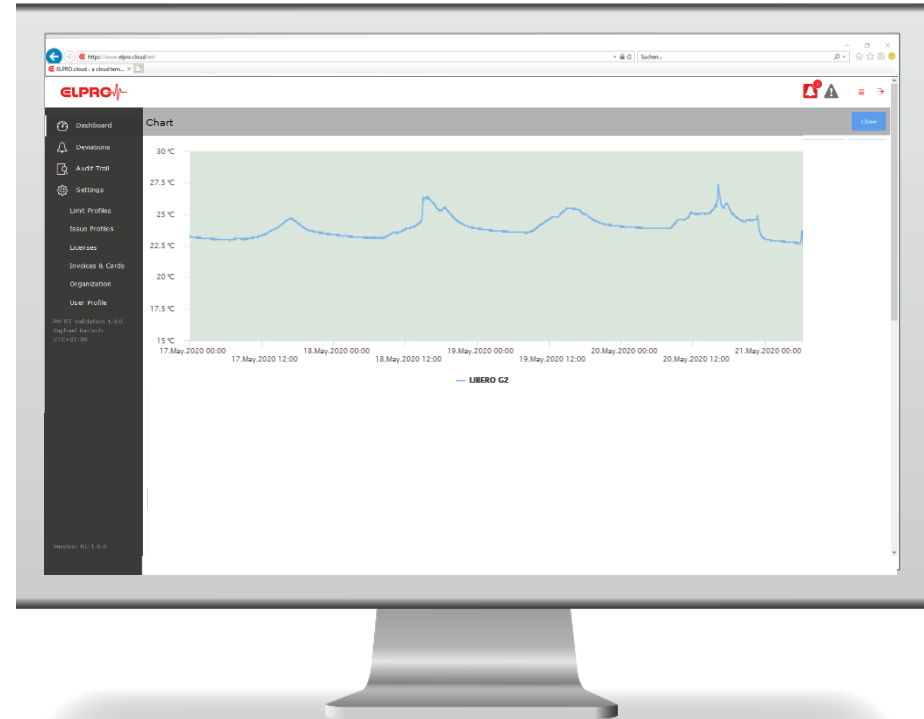 https://www.elpro.cloud/en/
Suchen...
ELPRO.cloud - a cloud tem...
ELPRO
Dashboard
Chart
Close
Deviations
Audit Trail
Settings
Limit Profiles
Issue Profiles
Licenses
Invoices & Cards
Organization
User Profile
UTC+01:00
30 °C
27.5 °C
25 °C
22.5 °C
20 °C
17.5 °C
15 °C
17.May.2020 00:00
17.May.2020 12:00
18.May.2020 00:00
18.May.2020 12:00
19.May.2020 00:00
19.May.2020 12:00
20.May.2020 00:00
20.May.2020 12:00
21.May.2020 00:00
LIBERO G2